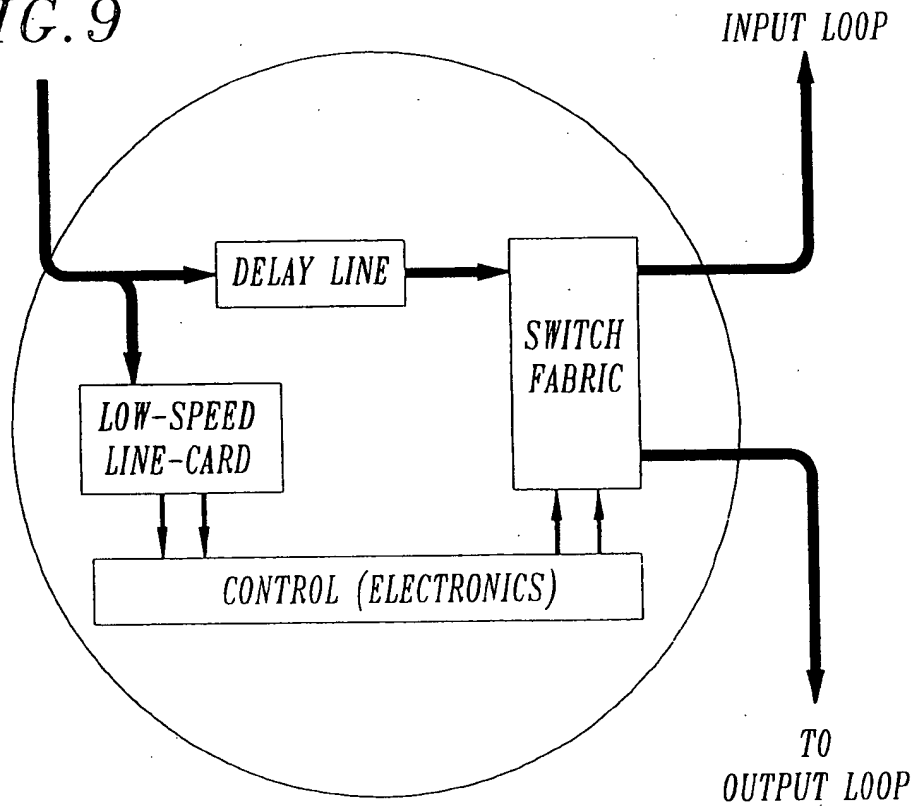 IG. 9
INPUT LOOP
DELAY LINE
SWITCH
FABRIC
LOW-SPEED
LINE-CARD
CONTROL (ELECTRONICS)
TO
OUTPUT LOOP